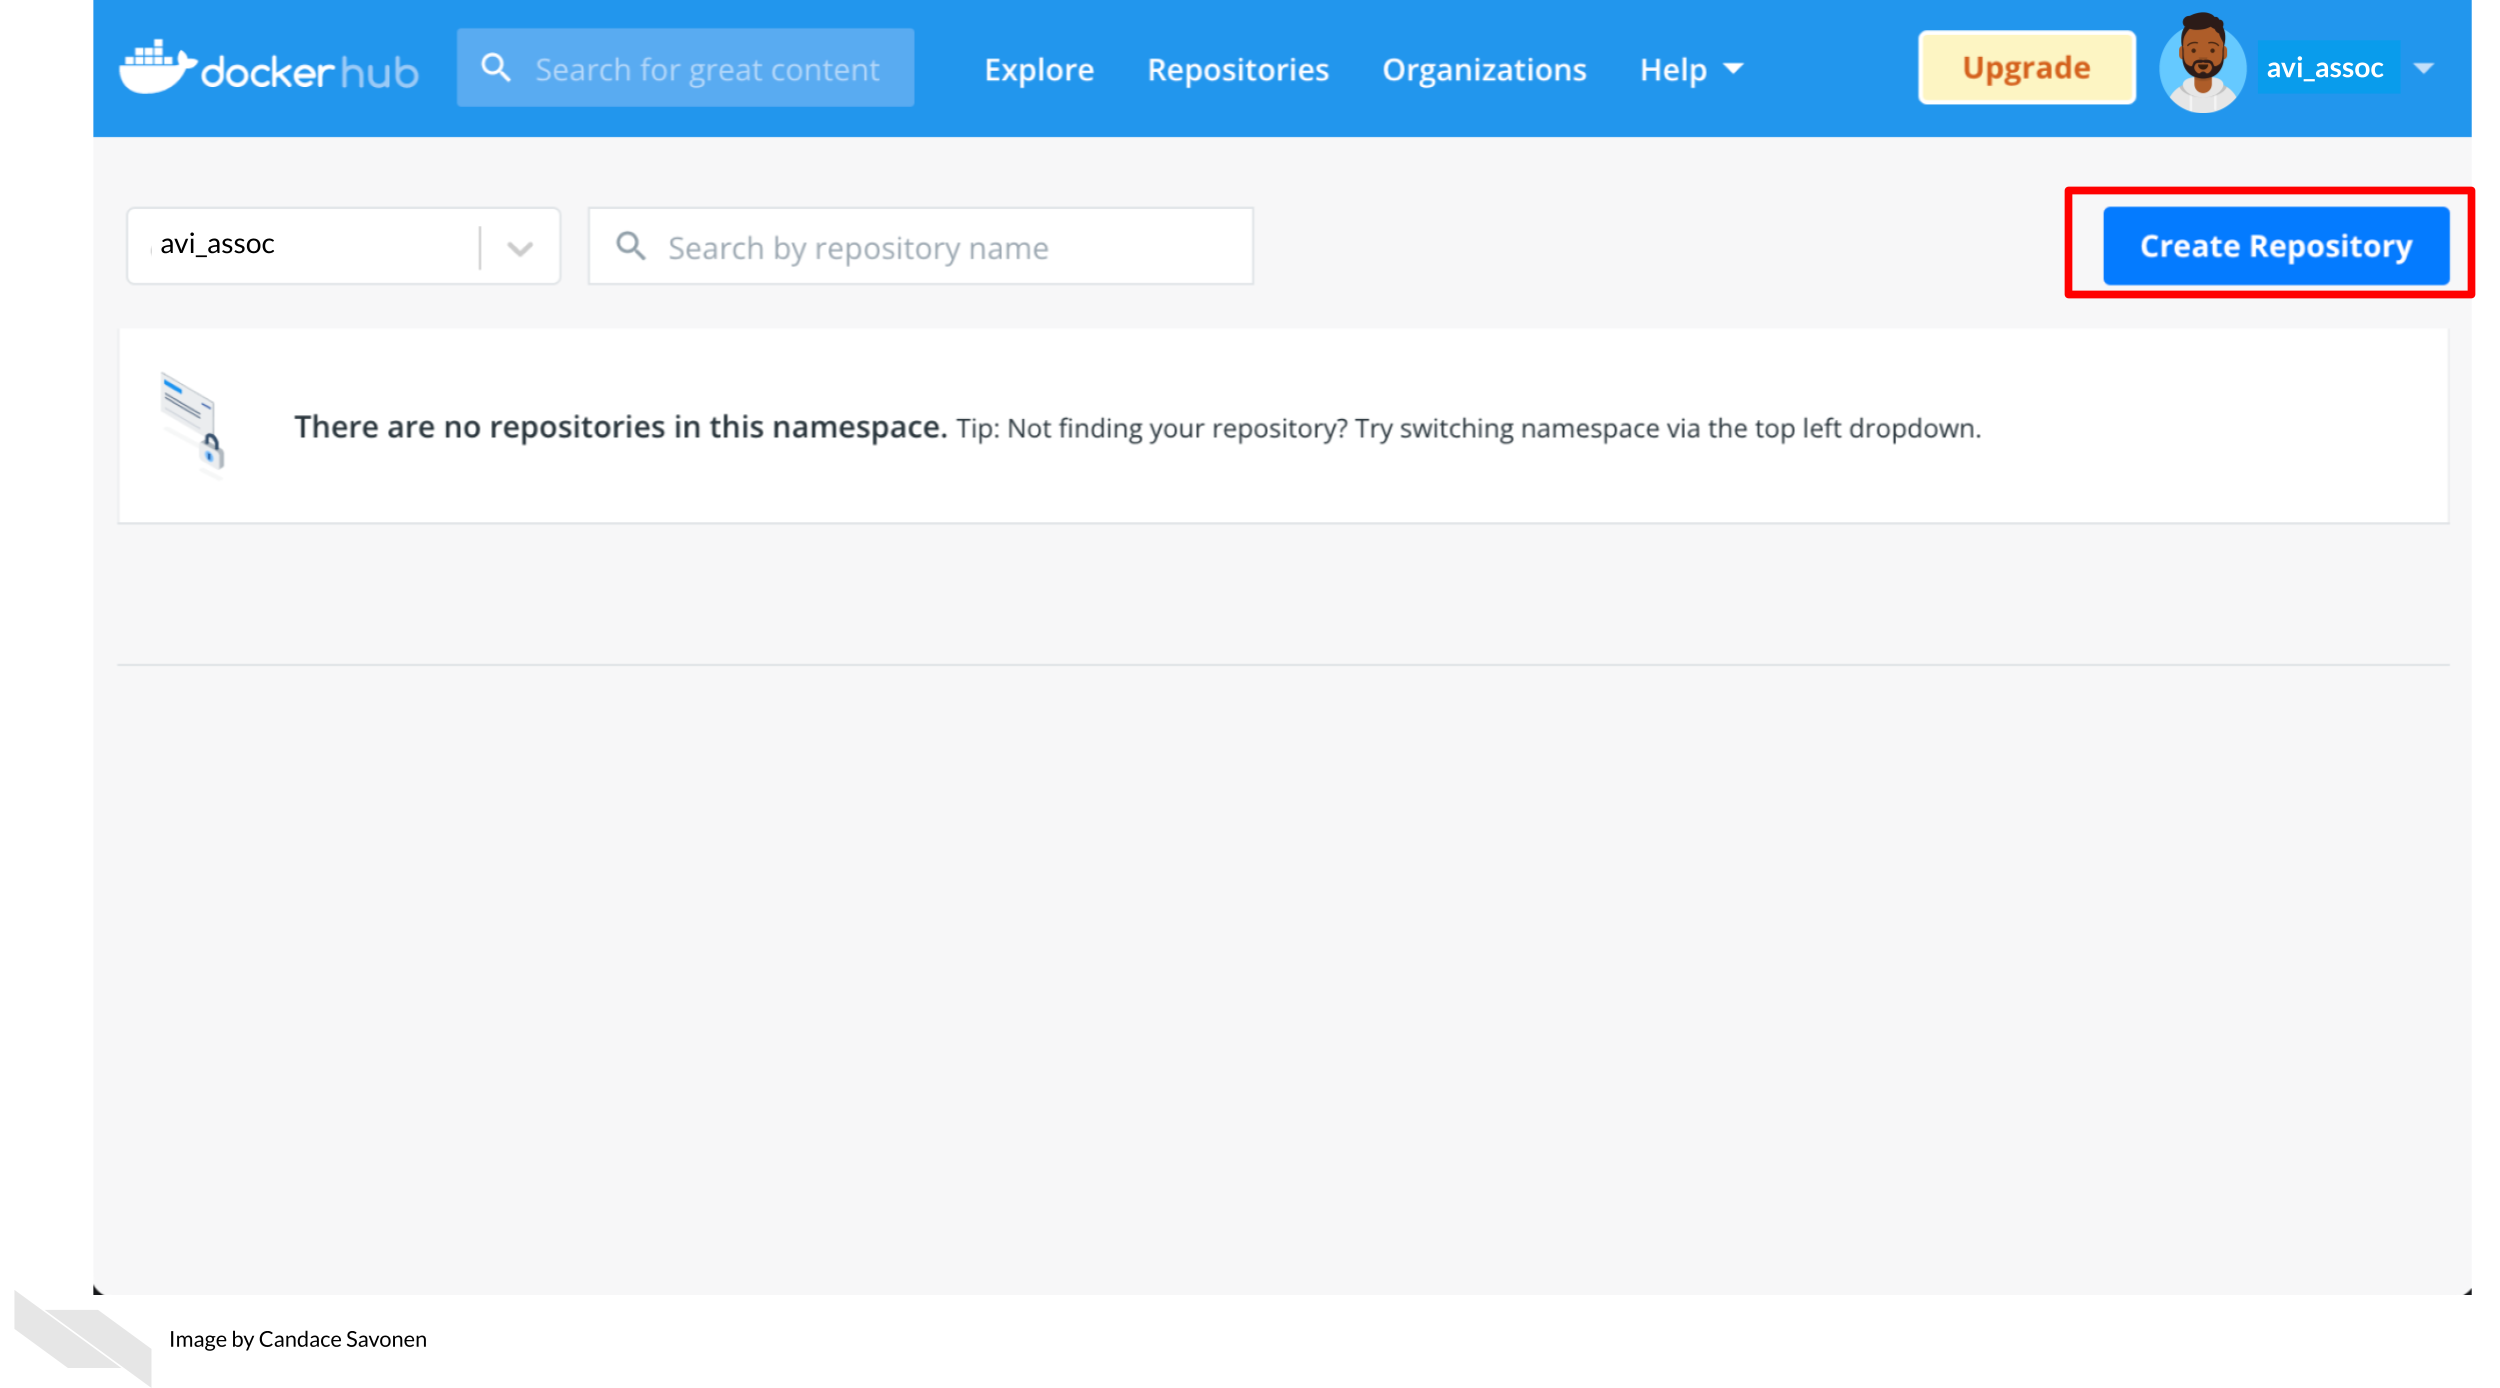 docker hub
Search for great content
Explore
Repositories
Organizations
Help
Upgrade
avi_assoc
avi_assoc
Search by repository name
Create Repository
There are no repositories in this namespace. Tip: Not finding your repository? Try switching namespace via the top left dropdown.
Image by Candace Savonen